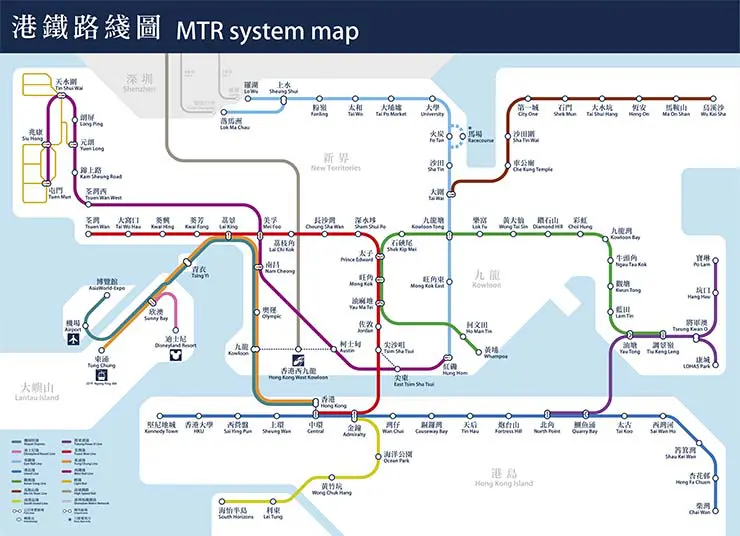 港鐵路綫圖 MTR system map
深圳
Shenzhen
新界
New Territories
九龍
Kowloon
大嶼山
Lantau Island
港島
Hong Kong Island
羅湖
Lo Wu
上水
Sheung Shui
落馬洲
Lok Ma Chau
粉嶺
Fanling
太和
Tai Wo
大埔墟
Tai Po Market
大學
University
火炭
Fo Tan
馬場
Racecourse
沙田
Sha Tin
大圍
Tai Wai
第一城
City One
石門
Shek Mun
大水坑
Tai Shui Hang
恆安
Heng On
馬鞍山
Ma On Shan
烏溪沙
Wu Kai Sha
沙田圍
Sha Tin Wai
車公廟
Che Kung Temple
天水圍
Tin Shui Wai
朗屏
Long Ping
兆康
Siu Hong
元朗
Yuen Long
錦上路
Kam Sheung Road
屯門
Tuen Mun
荃灣西
Tsuen Wan West
荃灣
Tsuen Wan
大窩口
Tai Wo Hau
葵興
Kwai Hing
葵芳
Kwai Fong
荔景
Lai King
美孚
Mei Foo
荔枝角
Lai Chi Kok
長沙灣
Cheung Sha Wan
深水埗
Sham Shui Po
太子
Prince Edward
旺角
Mong Kok
油麻地
Yau Ma Tei
佐敦
Jordan
尖沙咀
Tsim Sha Tsui
尖東
East Tsim Sha Tsui
柯士甸
Austin
紅磡
Hung Hom
石硤尾
Shek Kip Mei
九龍塘
Kowloon Tong
旺角東
Mong Kok East
樂富
Lok Fu
黃大仙
Wong Tai Sin
鑽石山
Diamond Hill
彩虹
Choi Hung
九龍灣
Kowloon Bay
牛頭角
Ngau Tau Kok
觀塘
Kwun Tong
藍田
Lam Tin
油塘
Yau Tong
調景嶺
Tiu Keng Leng
將軍澳
Tseung Kwan O
坑口
Hang Hau
寶琳
Po Lam
康城
LOHAS Park
何文田
Ho Man Tin
黃埔
Whampoa
南昌
Nam Cheong
奧運
Olympic
九龍
Kowloon
香港西九龍
Hong Kong West Kowloon
青衣
Tsing Yi
博覽館
AsiaWorld-Expo
機場
Airport
東涌
Tung Chung
欣澳
Sunny Bay
迪士尼
Disneyland Resort
香港
Hong Kong
堅尼地城
Kennedy Town
香港大學
HKU
西營盤
Sai Ying Pun
上環
Sheung Wan
中環
Central
金鐘
Admiralty
灣仔
Wan Chai
銅鑼灣
Causeway Bay
天后
Tin Hau
炮台山
Fortress Hill
北角
North Point
鰂魚涌
Quarry Bay
太古
Tai Koo
西灣河
Sai Wan Ho
筲箕灣
Shau Kei Wan
杏花邨
Heng Fa Chuen
柴灣
Chai Wan
海洋公園
Ocean Park
黃竹坑
Wong Chuk Hang
利東
Lei Tung
海怡半島
South Horizons